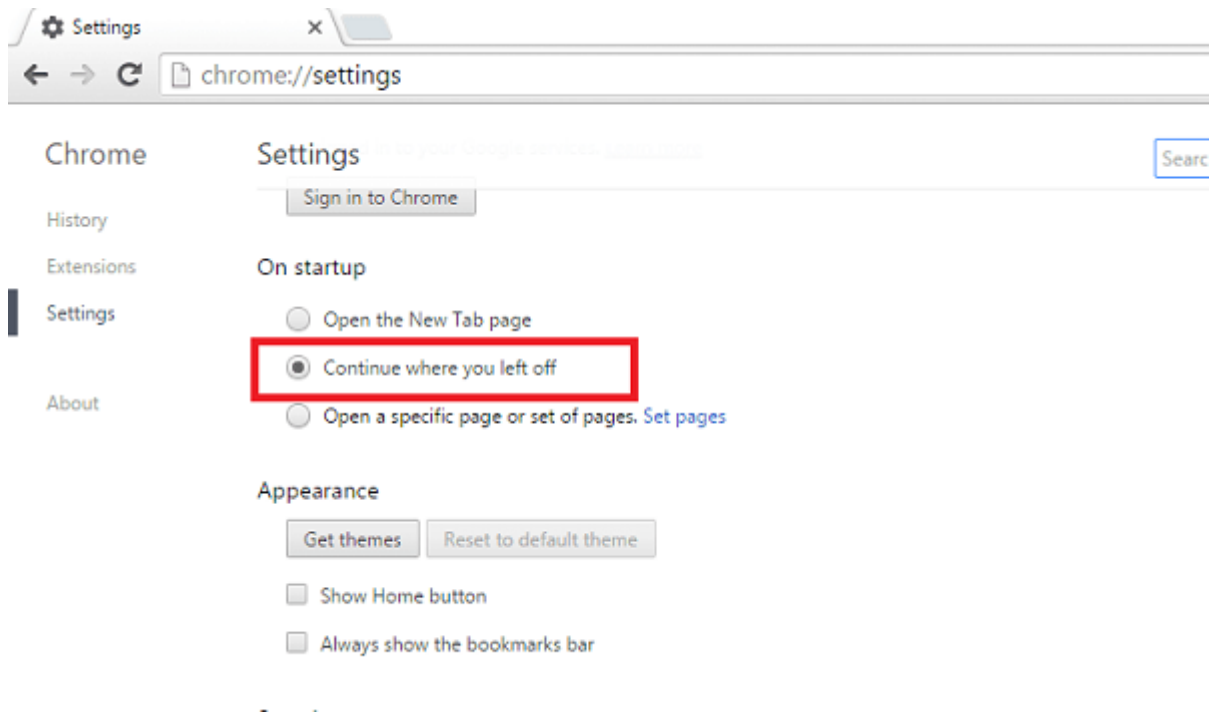 Settings
chrome://settings
Chrome
Settings
Searc
Sign in to Chrome
History
Extensions
Settings
About
On startup
Open the New Tab page
Continue where you left off
Open a specific page or set of pages. Set pages
Appearance
Get themes Reset to default theme
Show Home button
Always show the bookmarks bar